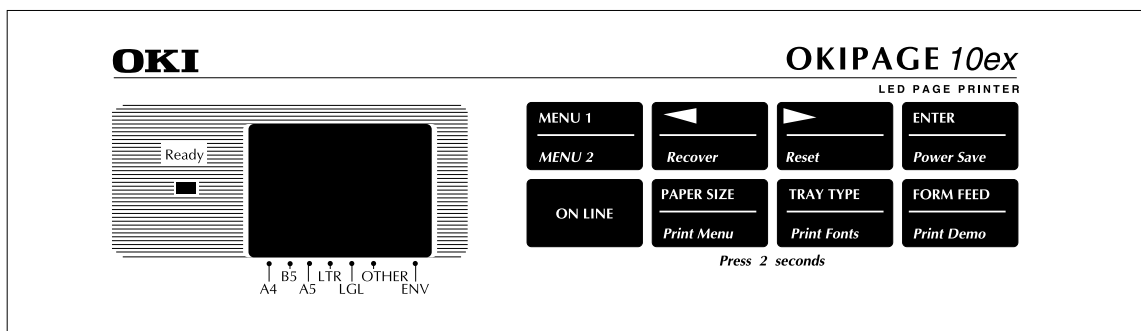 OKI
OKIPAGE 10ex
LED PAGE PRINTER
Ready
A4 B5 A5 LTR LGL OTHER ENV
MENU 1
MENU 2
Recover
Reset
ENTER
Power Save
ON LINE
PAPER SIZE
Print Menu
TRAY TYPE
Print Fonts
FORM FEED
Print Demo
Press 2 seconds